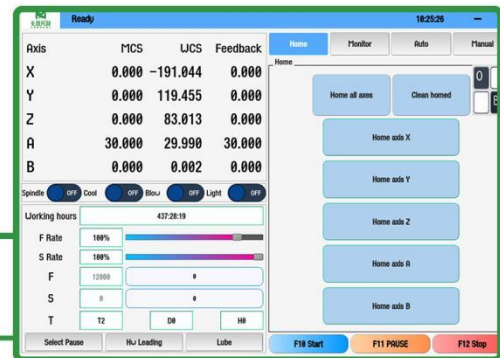 Ready 18:25:26
Home Monitor Auto Manual
Axis MCS WCS Feedback
X 0.000 -191.044 0.000
Y 0.000 119.455 0.000
Z 0.000 83.013 0.000
A 30.000 29.990 30.000
B 0.000 0.002 0.000
Spindle OFF Cool OFF Blow OFF Light OFF
Working hours 437:28:19
F Rate 100%
S Rate 100%
F 12000 0
S 0 0
T T2 D0 H0
Select Pause Hw Leading Lube
Home
Home all axes Clean homed
Home axis X
Home axis Y
Home axis Z
Home axis A
Home axis B
F10 Start F11 PAUSE F12 Stop